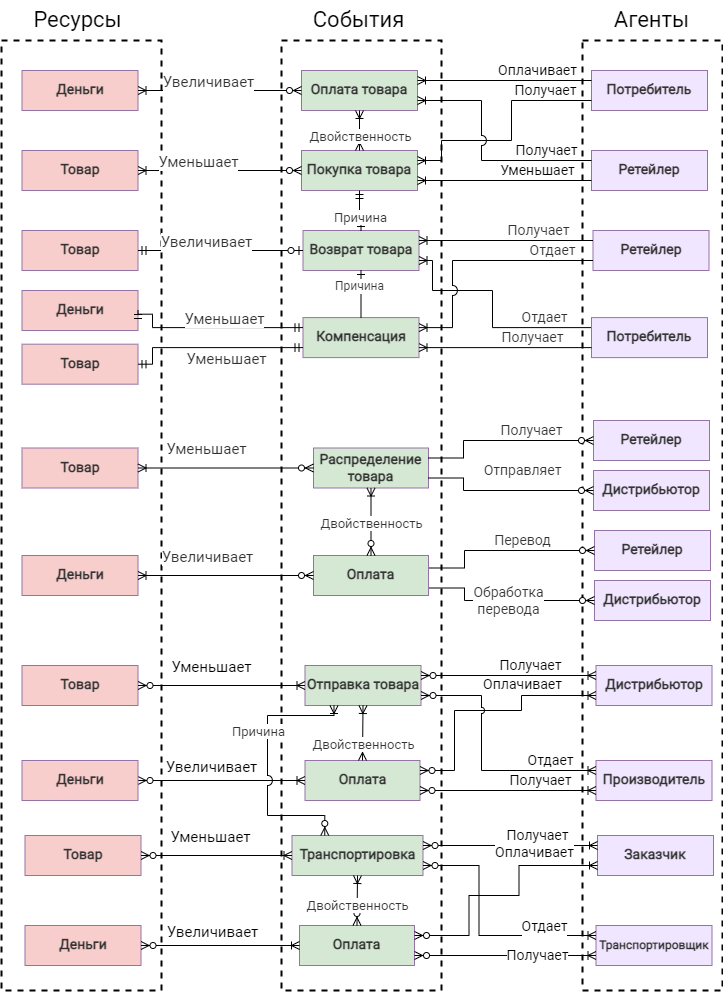 Ресурсы События Агенты
Деньги Увеличивает Оплата товара Оплачивает Потребитель
Получает
Двойственность
Товар Уменьшает Покупка товара Получает Ретейлер
Уменьшает
Причина
Товар Увеличивает Возврат товара Получает Ретейлер
Отдает
Причина
Деньги Уменьшает Компенсация Отдает Потребитель
Товар Уменьшает Получает
Товар Уменьшает Распределение товара Получает Ретейлер
Отправляет Дистрибьютор
Двойственность
Деньги Увеличивает Оплата Перевод Ретейлер
Обработка перевода Дистрибьютор
Товар Уменьшает Отправка товара Получает Дистрибьютор
Оплачивает
Причина
Двойственность
Деньги Увеличивает Оплата Отдает Производитель
Получает
Товар Уменьшает Транспортировка Получает Заказчик
Оплачивает
Двойственность
Деньги Увеличивает Оплата Отдает Транспортировщик
Получает